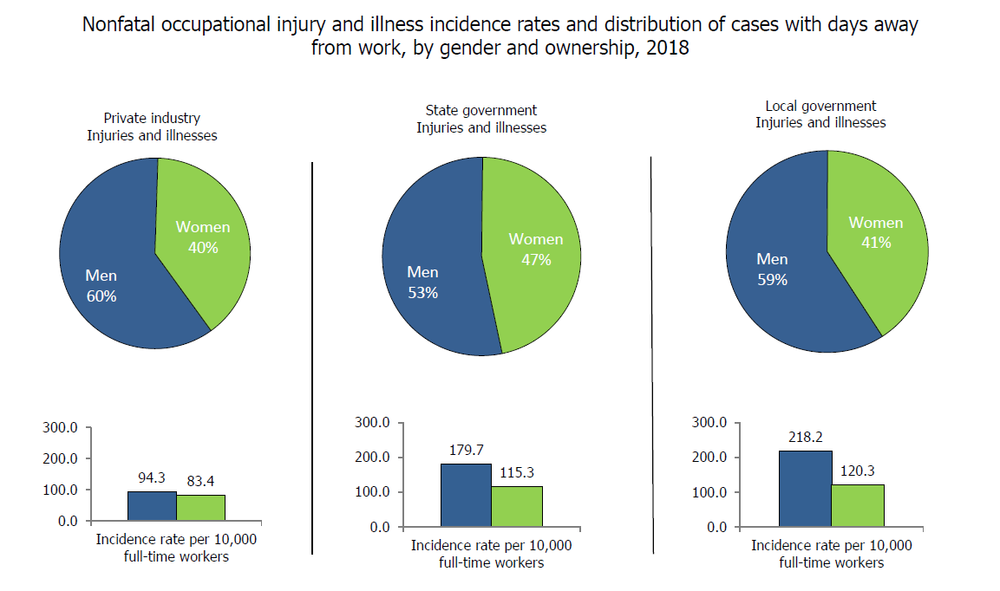 Nonfatal occupational injury and illness incidence rates and distribution of cases with days away
from work, by gender and ownership, 2018
Private industry
Injuries and illnesses
Women
40%
Men
60%
300.0
200.0
100.0
0.0
94.3
83.4
Incidence rate per 10,000
full-time workers
State government
Injuries and illnesses
Women
47%
Men
53%
300.0
200.0
100.0
0.0
179.7
115.3
Incidence rate per 10,000
full-time workers
Local government
Injuries and illnesses
Women
41%
Men
59%
300.0
200.0
100.0
0.0
218.2
120.3
Incidence rate per 10,000
full-time workers